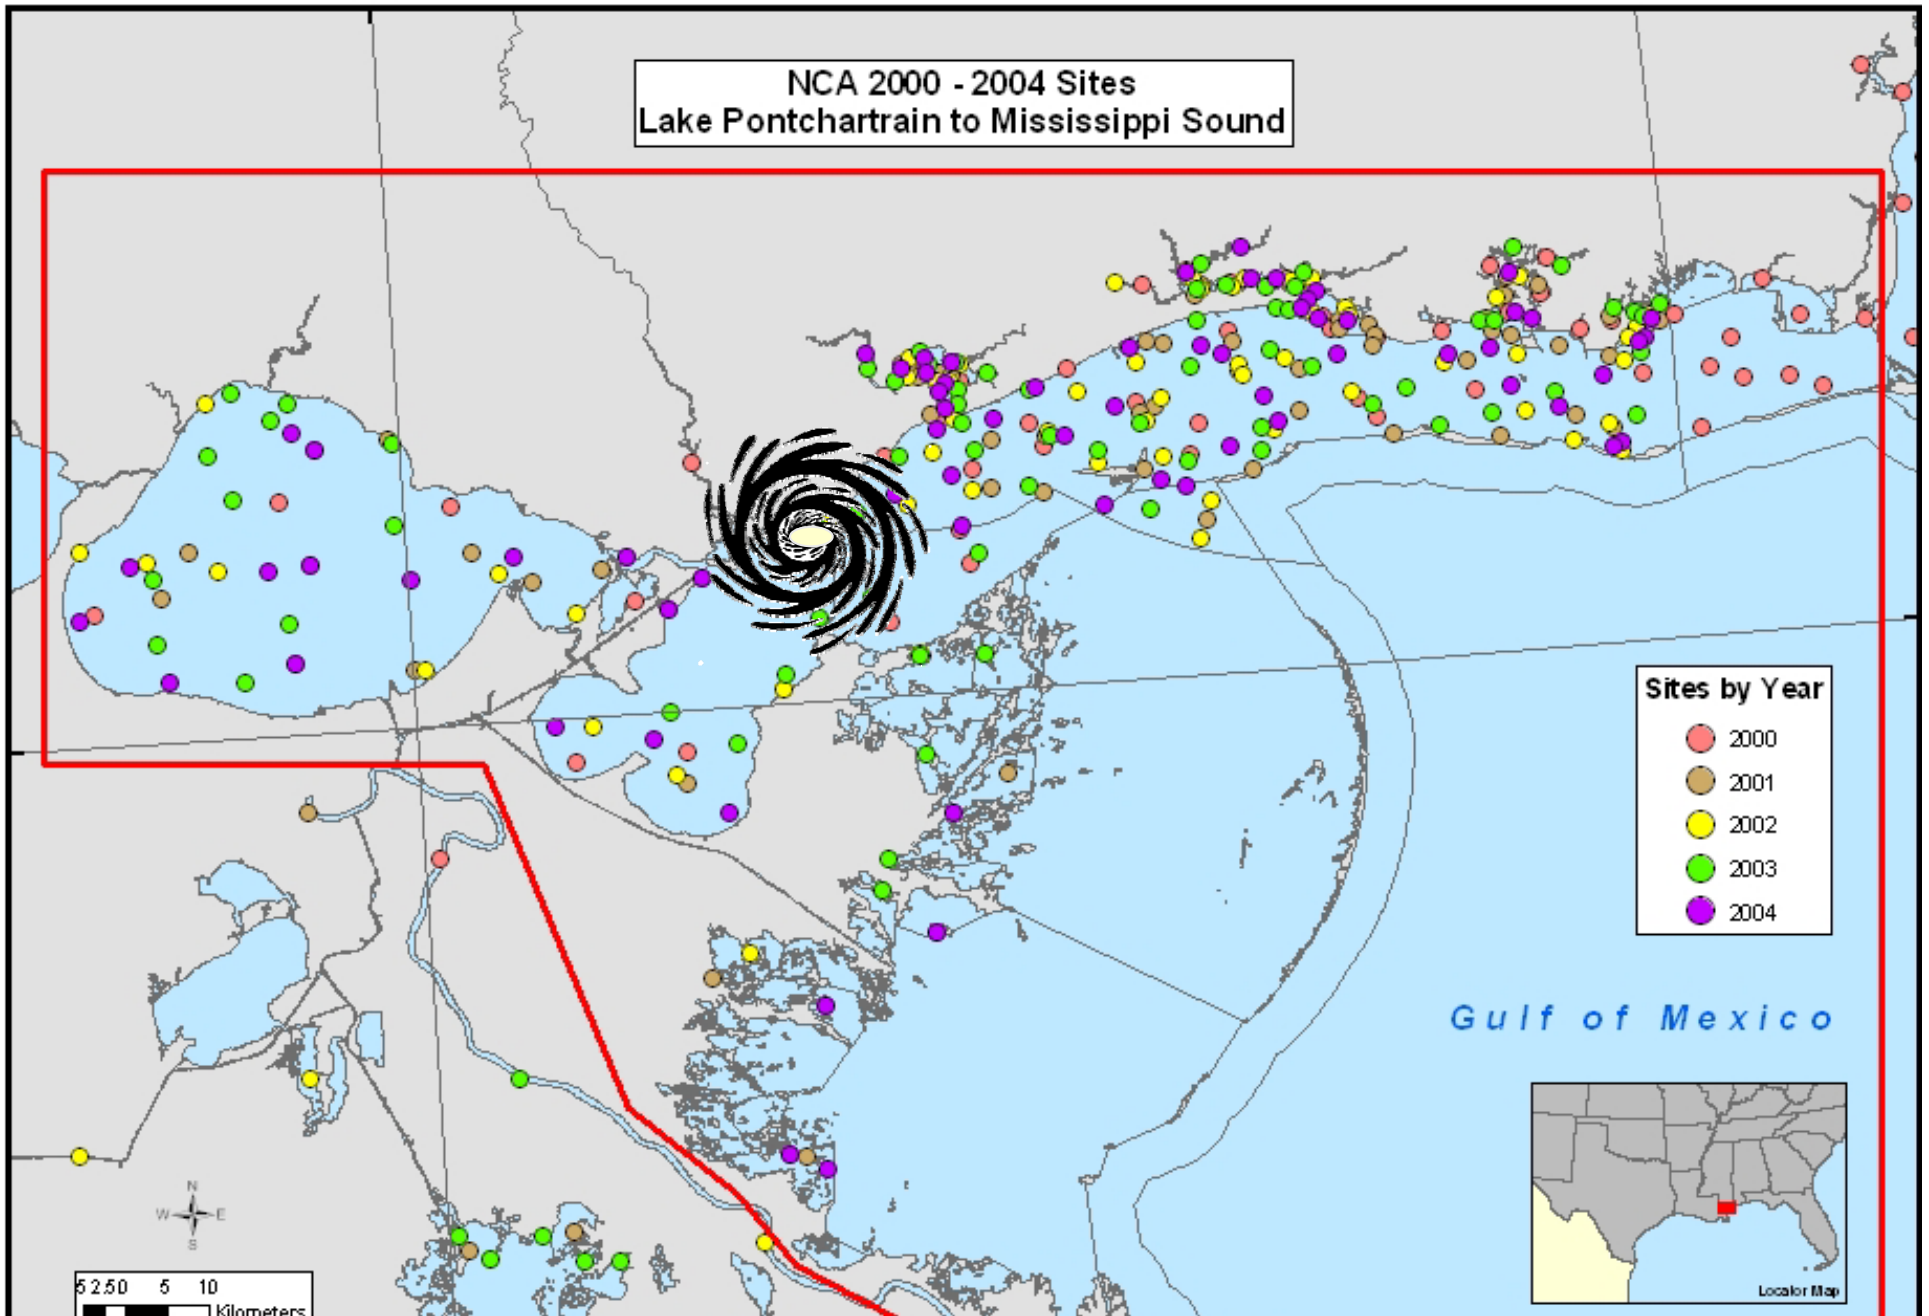 NCA 2000 - 2004 Sites
Lake Pontchartrain to Mississippi Sound
Sites by Year
2000
2001
2002
2003
2004
Gulf of Mexico
N
W E
S
5 2.5 0 5 10
Kilometers
Locator Map